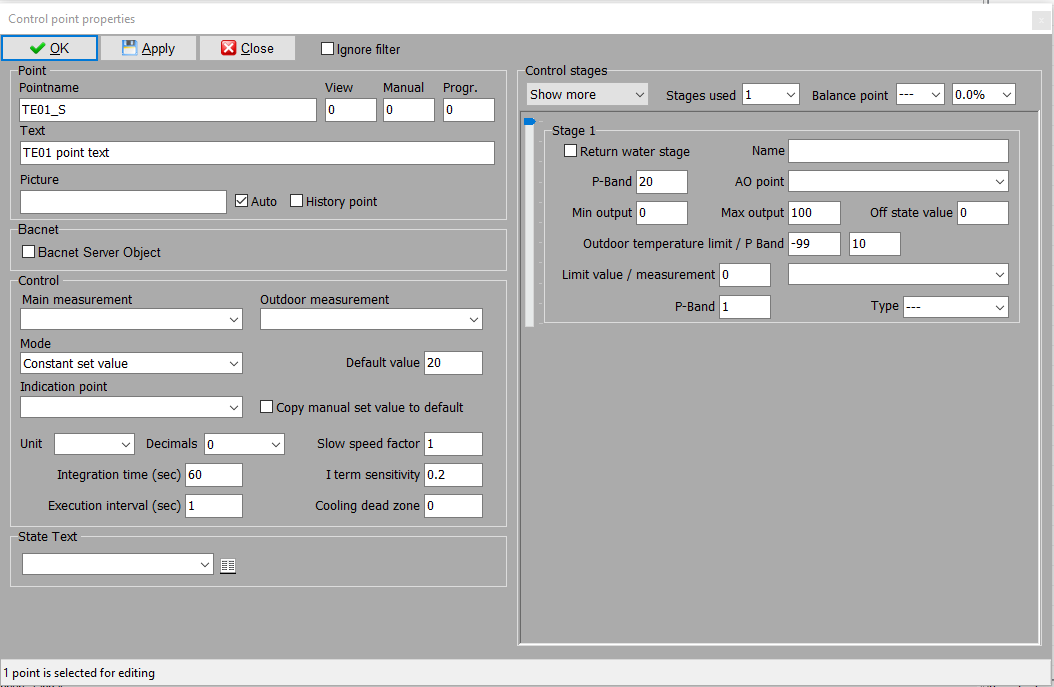 Control point properties
OK Apply Close Ignore filter
Point
Pointname View Manual Progr.
TE01_S 0 0 0
Text
TE01 point text
Picture
Auto History point
Bacnet
Bacnet Server Object
Control
Main measurement Outdoor measurement
Mode
Constant set value Default value 20
Indication point
Copy manual set value to default
Unit Decimals 0 Slow speed factor 1
Integration time (sec) 60 I term sensitivity 0.2
Execution interval (sec) 1 Cooling dead zone 0
State Text
Control stages
Show more Stages used 1 Balance point --- 0.0%
Stage 1
Return water stage Name
P-Band 20 AO point
Min output 0 Max output 100 Off state value 0
Outdoor temperature limit / P Band -99 10
Limit value / measurement 0
P-Band 1 Type ---
1 point is selected for editing